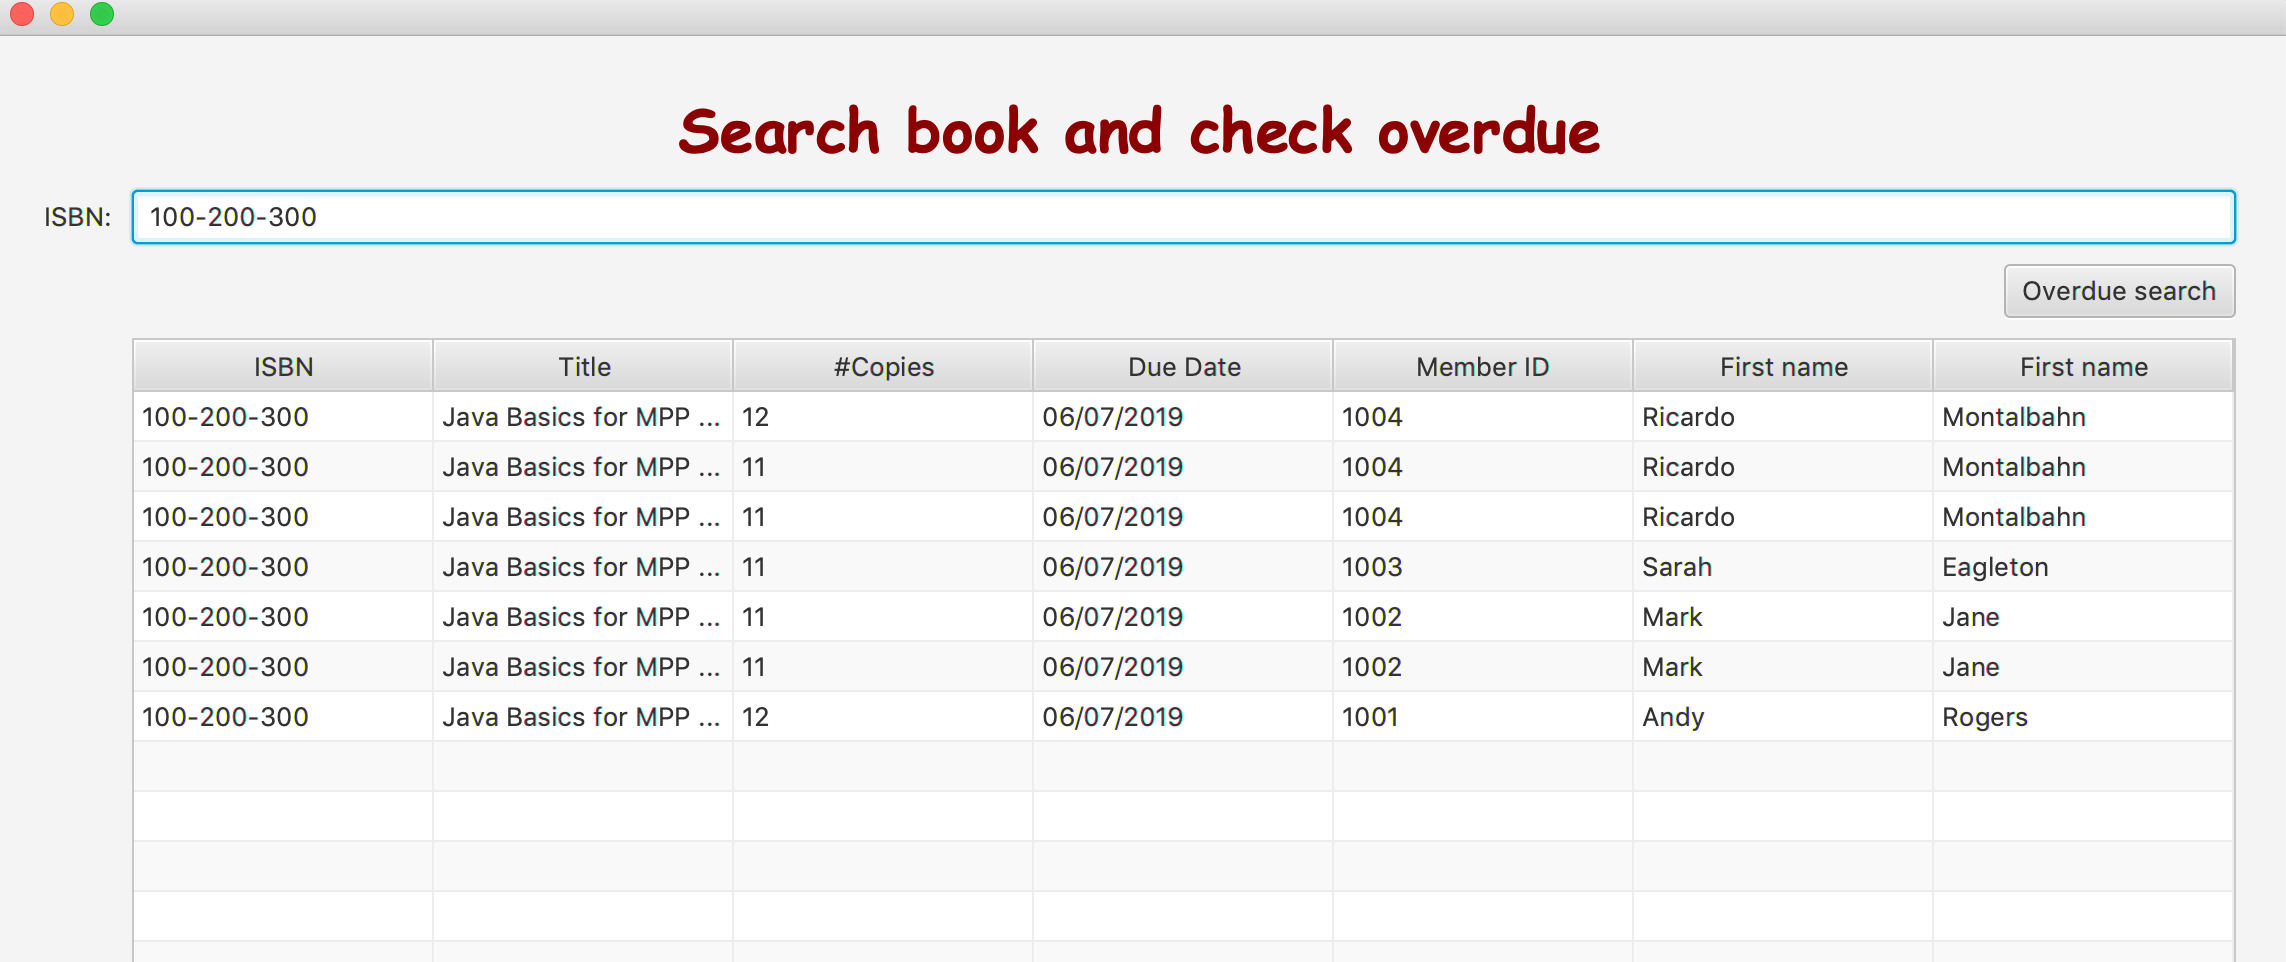 Search book and check overdue
ISBN: 100-200-300
Overdue search
ISBN Title #Copies Due Date Member ID First name First name
100-200-300 Java Basics for MPP ... 12 06/07/2019 1004 Ricardo Montalbahn
100-200-300 Java Basics for MPP ... 11 06/07/2019 1004 Ricardo Montalbahn
100-200-300 Java Basics for MPP ... 11 06/07/2019 1004 Ricardo Montalbahn
100-200-300 Java Basics for MPP ... 11 06/07/2019 1003 Sarah Eagleton
100-200-300 Java Basics for MPP ... 11 06/07/2019 1002 Mark Jane
100-200-300 Java Basics for MPP ... 11 06/07/2019 1002 Mark Jane
100-200-300 Java Basics for MPP ... 12 06/07/2019 1001 Andy Rogers